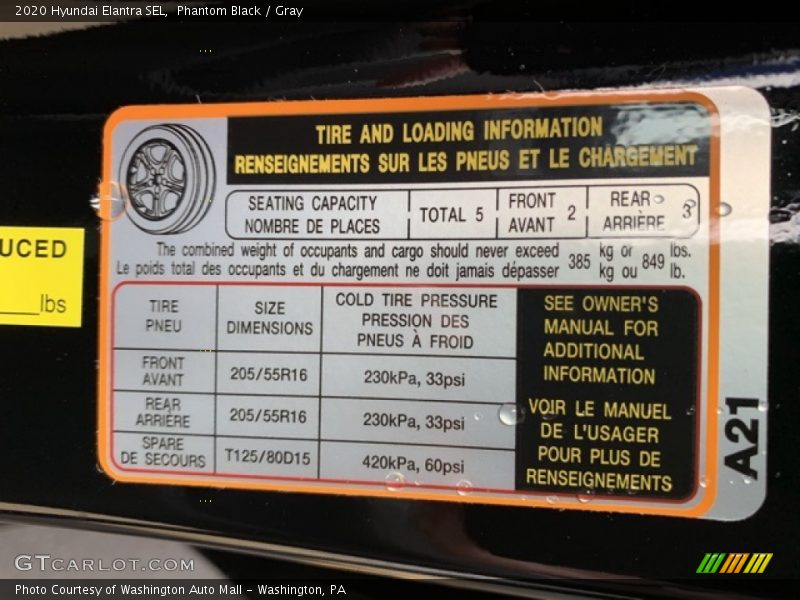 2020 Hyundai Elantra SEL,  Phantom Black / Gray
TIRE AND LOADING INFORMATION
RENSEIGNEMENTS SUR LES PNEUS ET LE CHARGEMENT
SEATING CAPACITY
NOMBRE DE PLACES
TOTAL 5
FRONT
AVANT
2
REAR
ARRIÈRE
3
The combined weight of occupants and cargo should never exceed
Le poids total des occupants et du chargement ne doit jamais dépasser
385
kg or
kg ou
849
lbs.
lb.
UCED
lbs
TIRE
PNEU
SIZE
DIMENSIONS
COLD TIRE PRESSURE
PRESSION DES
PNEUS À FROID
FRONT
AVANT
205/55R16
230kPa, 33psi
REAR
ARRIÈRE
205/55R16
230kPa, 33psi
SPARE
DE SECOURS
T125/80D15
420kPa, 60psi
SEE OWNER'S
MANUAL FOR
ADDITIONAL
INFORMATION
VOIR LE MANUEL
DE L'USAGER
POUR PLUS DE
RENSEIGNEMENTS
A21
GTCARLOT.COM
Photo Courtesy of Washington Auto Mall - Washington, PA